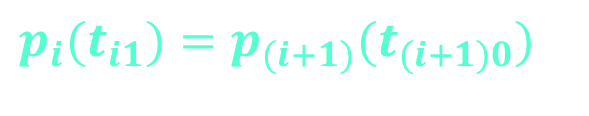 p_i(t_{i1}) = p_{(i+1)}(t_{(i+1)0})